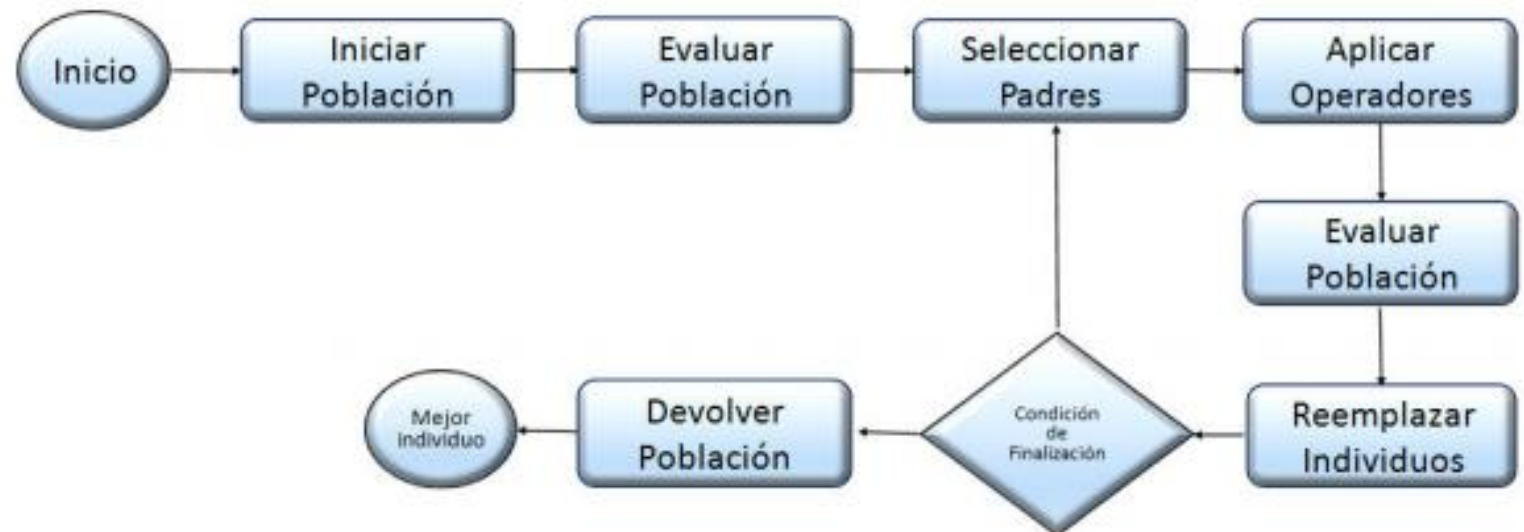 Inicio
Iniciar
Población
Evaluar
Población
Seleccionar
Padres
Aplicar
Operadores
Evaluar
Población
Reemplazar
Individuos
Condición
de
Finalización
Devolver
Población
Mejor
individuo